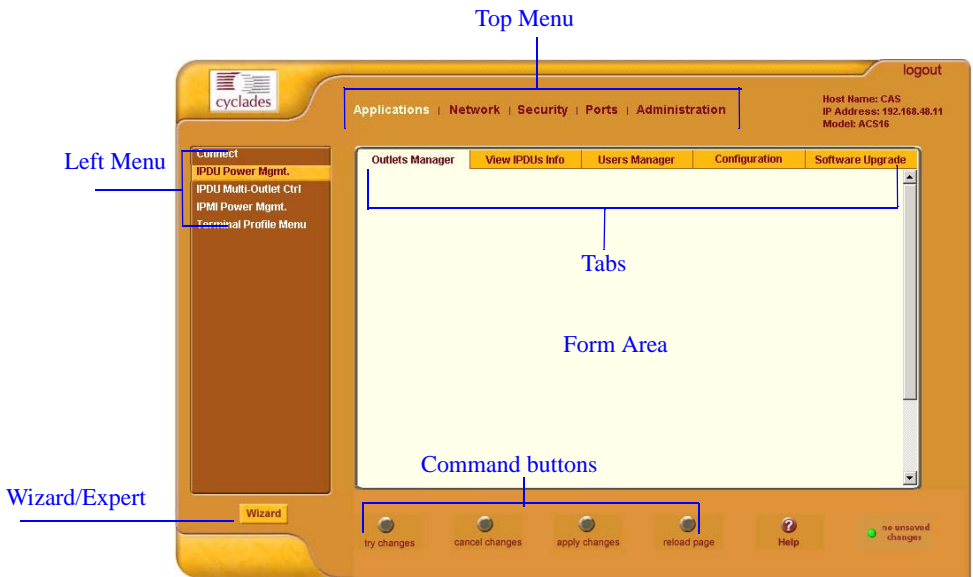 Top Menu
logout
cyclades
Applications | Network | Security | Ports | Administration
Host Name: CAS
IP Address: 192.168.48.11
Model: ACS16
Left Menu
Connect
IPDU Power Mgmt.
IPDU Multi-Outlet Ctrl
IPMI Power Mgmt.
Terminal Profile Menu
Outlets Manager
View IPDUs Info
Users Manager
Configuration
Software Upgrade
Tabs
Form Area
Command buttons
Wizard/Expert
Wizard
try changes
cancel changes
apply changes
reload page
Help
no unsaved
changes